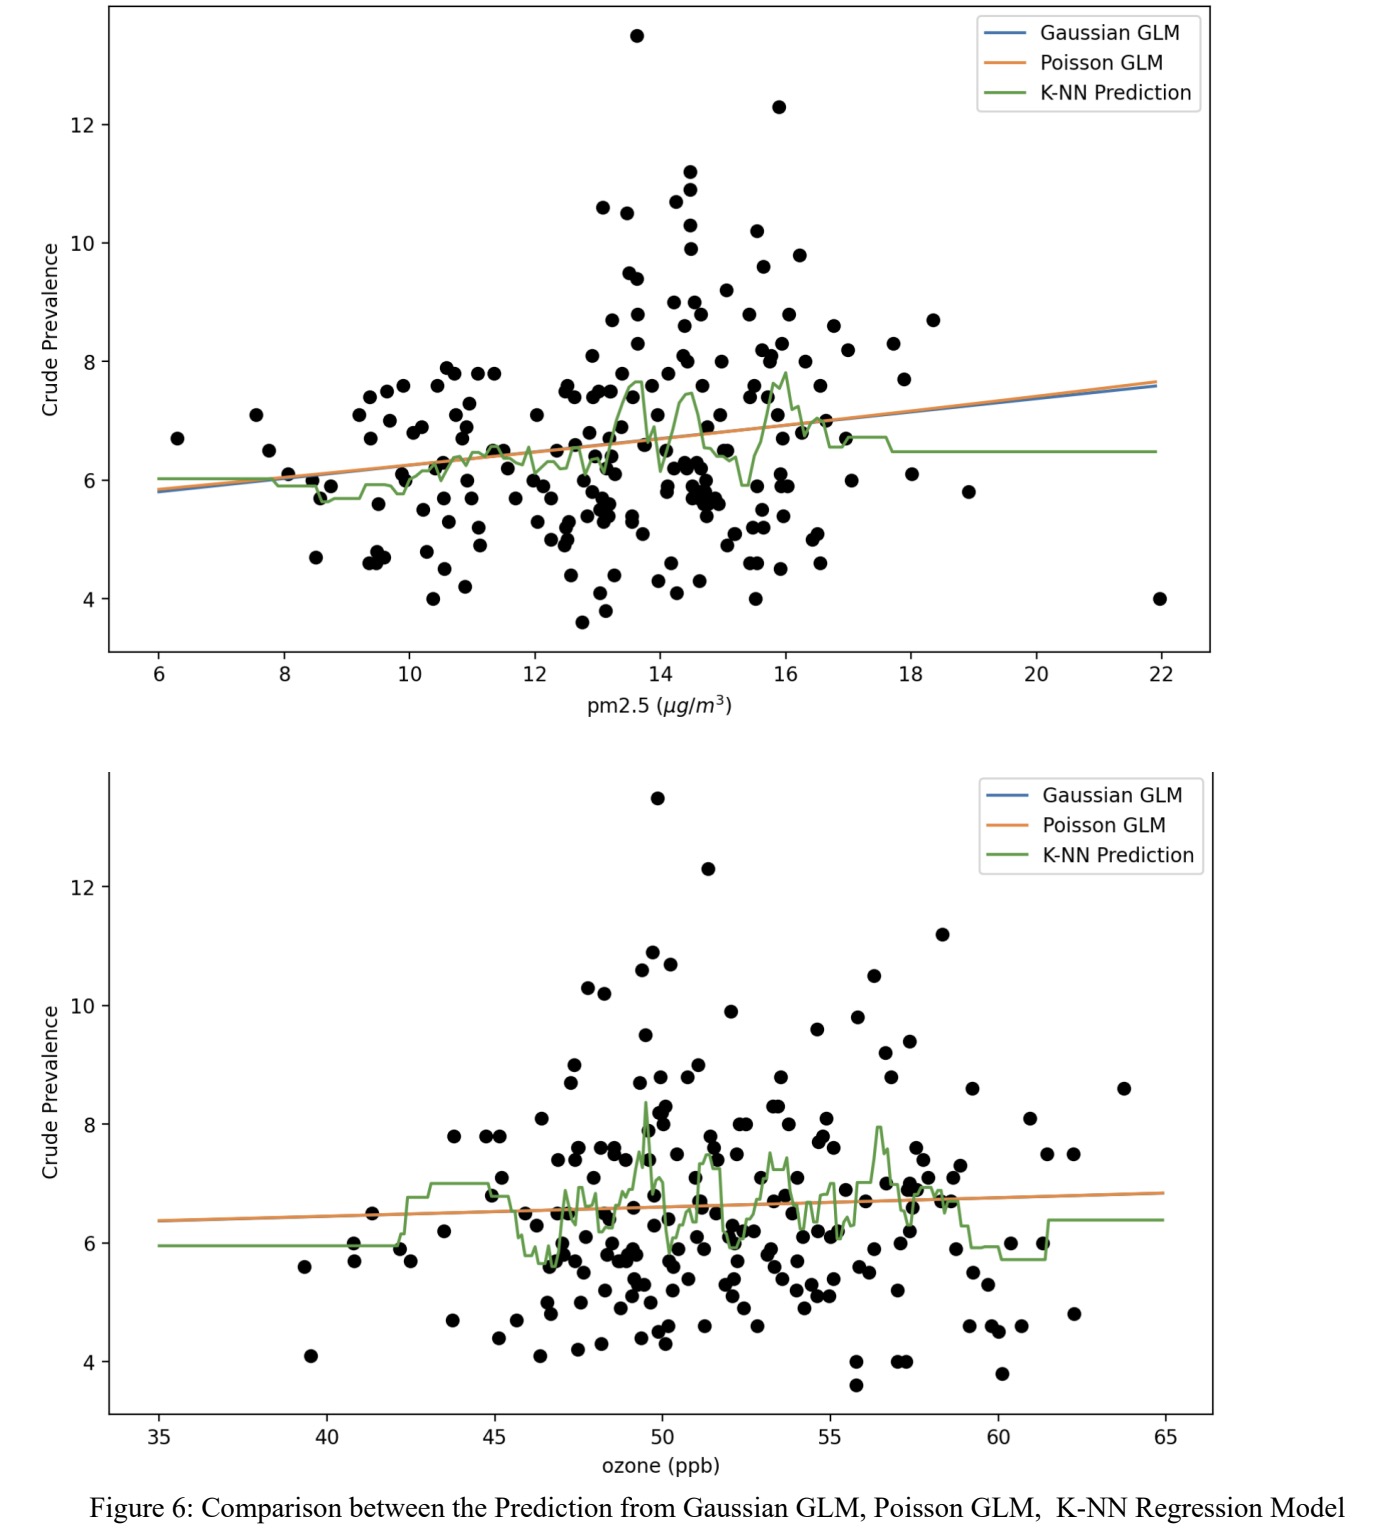 Gaussian GLM
Poisson GLM
K-NN Prediction
12
10
8
6
4
Crude Prevalence
6 8 10 12 14 16 18 20 22
pm2.5 (μg/m³)
Gaussian GLM
Poisson GLM
K-NN Prediction
12
10
8
6
4
Crude Prevalence
35 40 45 50 55 60 65
ozone (ppb)
Figure 6: Comparison between the Prediction from Gaussian GLM, Poisson GLM, K-NN Regression Model